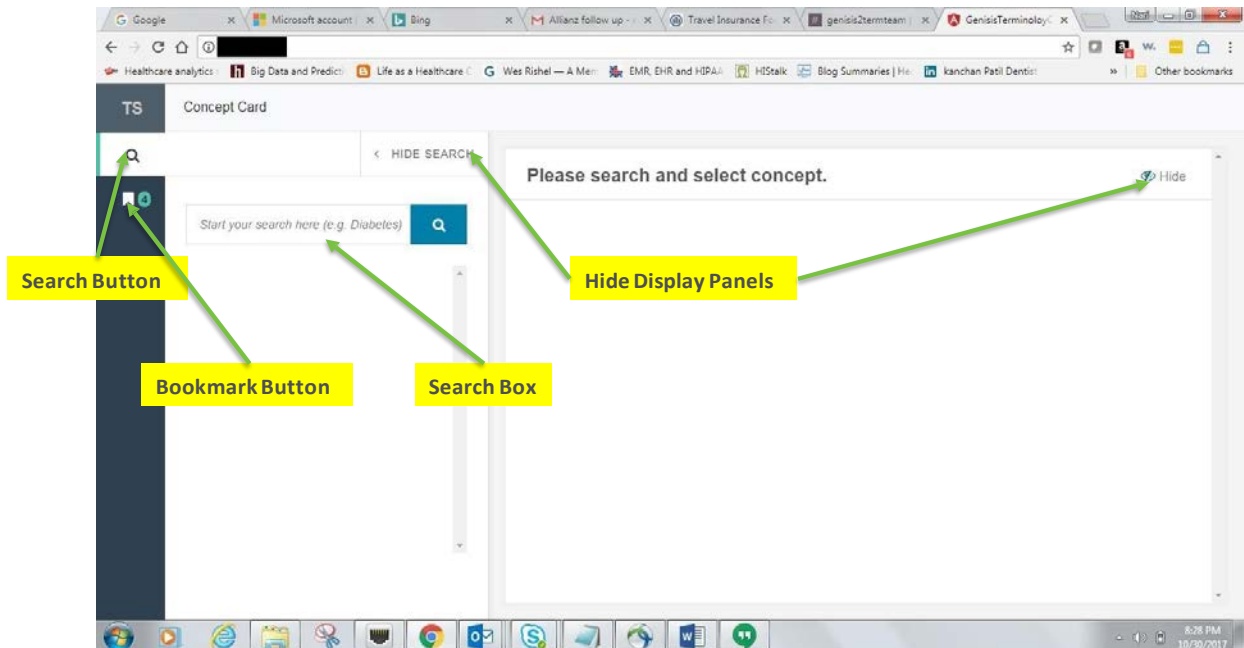 Google
Microsoft account
Bing
Allianz follow up -
Travel Insurance Fo
genisis2termteam |
GenisisTerminoloyC
Healthcare analytics
Big Data and Predicti
Life as a Healthcare C
Wes Rishel — A Mem
EMR, EHR and HIPAA
HIStalk
Blog Summaries | He
kanchan Patil Dentist
»
Other bookmarks
TS
Concept Card
< HIDE SEARCH
Please search and select concept.
Hide
4
Start your search here (e.g. Diabetes)
Search Button
Hide Display Panels
Bookmark Button
Search Box
8:28 PM
10/30/2017